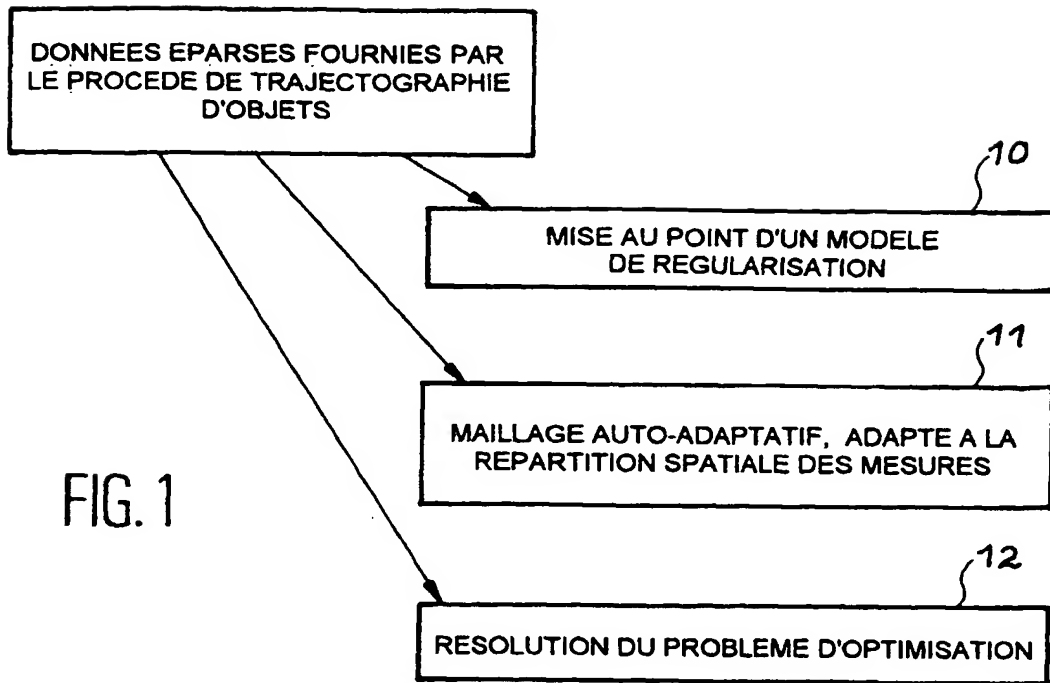 DONNEES EPARSES FOURNIES PAR
LE PROCEDE DE TRAJECTOGRAPHIE
D'OBJETS
10
MISE AU POINT D'UN MODELE
DE REGULARISATION
11
MAILLAGE AUTO-ADAPTATIF, ADAPTE A LA
REPARTITION SPATIALE DES MESURES
FIG. 1
12
RESOLUTION DU PROBLEME D'OPTIMISATION